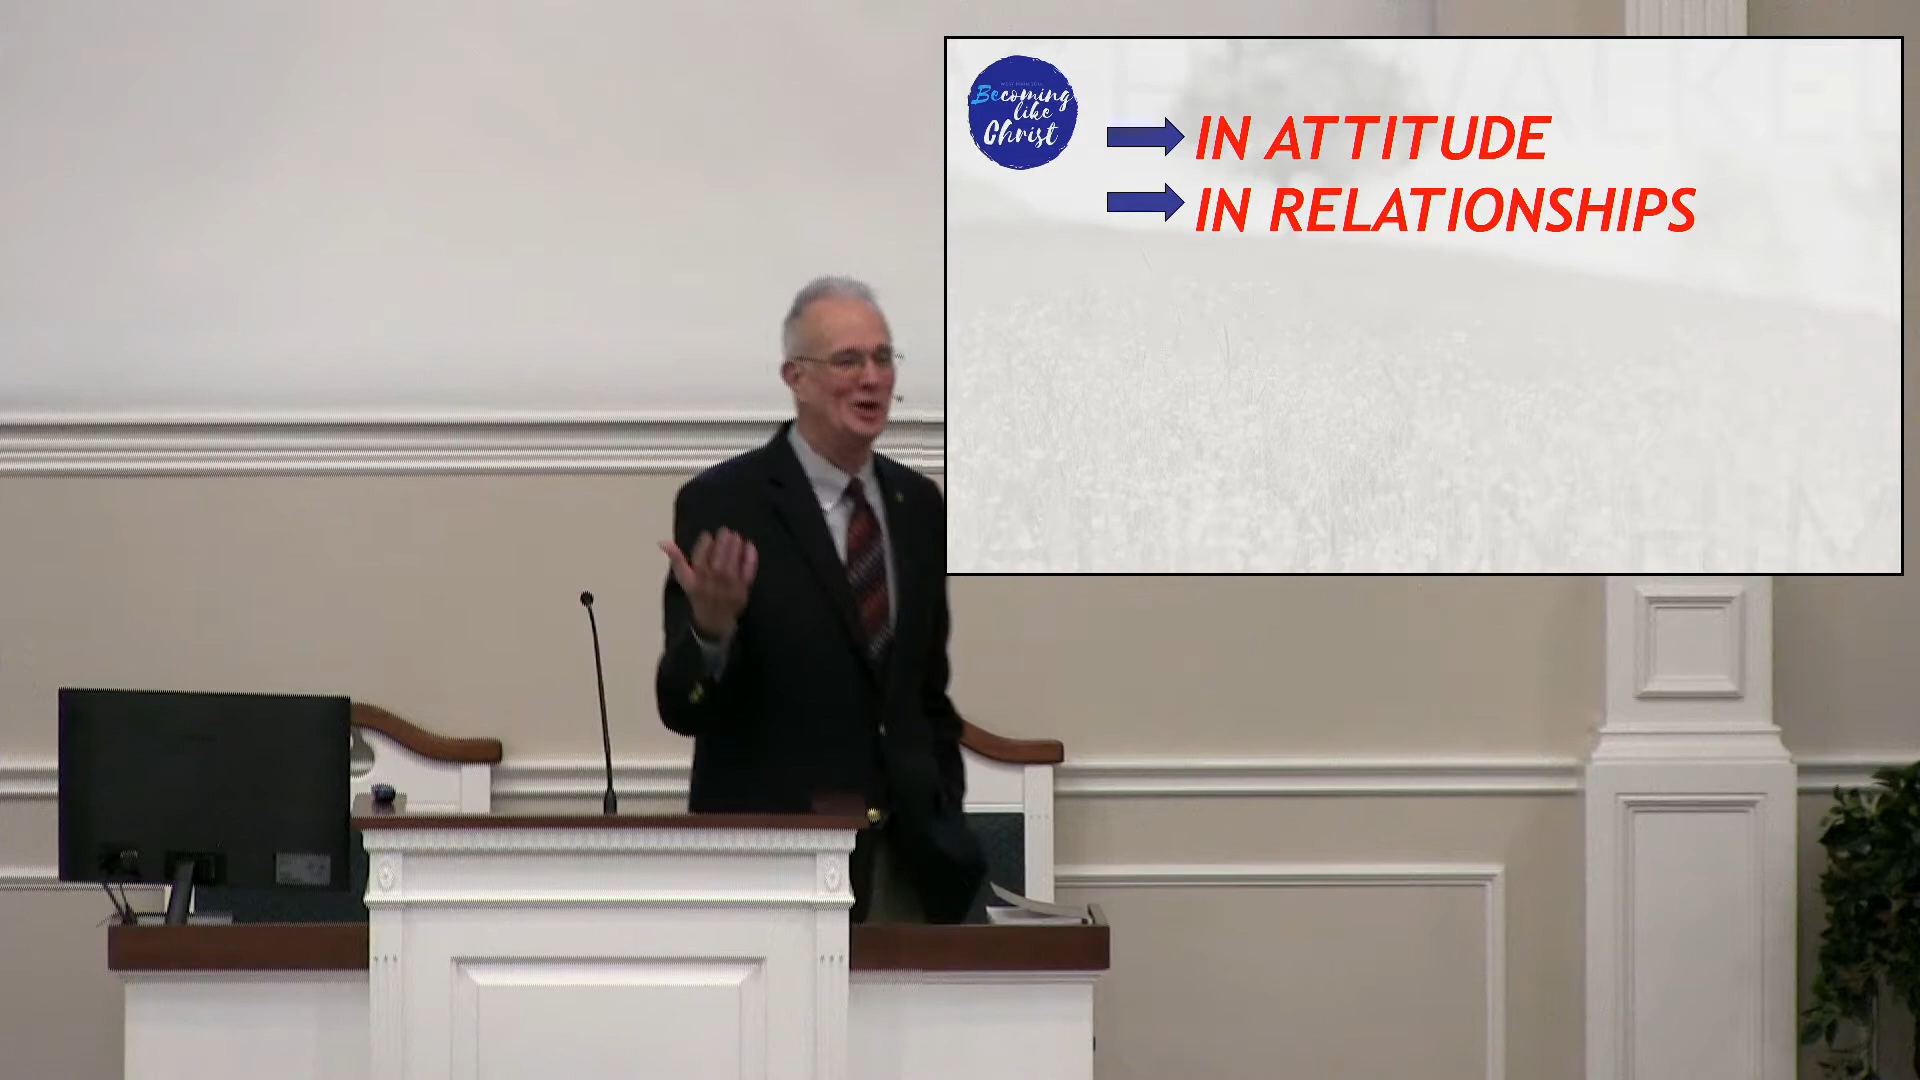 Becoming
like
Christ
IN ATTITUDE
IN RELATIONSHIPS